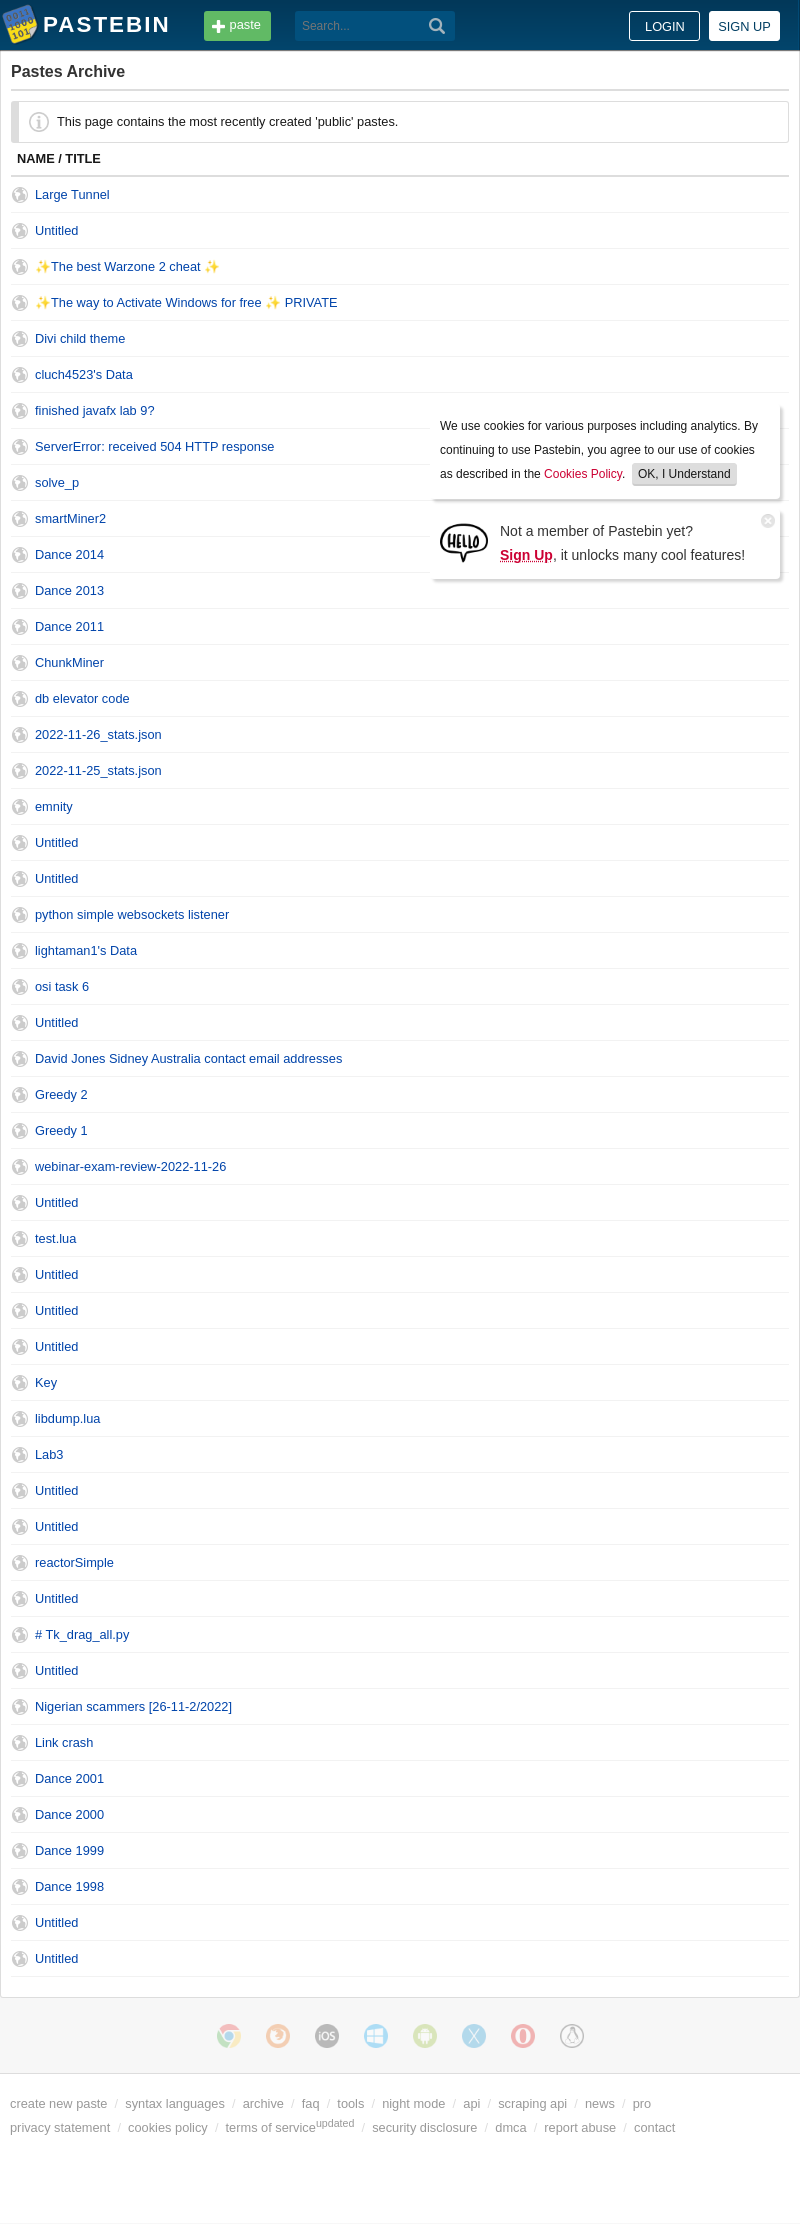 PASTEBIN paste Search... LOGIN SIGN UP
Pastes Archive
This page contains the most recently created 'public' pastes.
NAME / TITLE
Large Tunnel
Untitled
✨The best Warzone 2 cheat ✨
✨The way to Activate Windows for free ✨ PRIVATE
Divi child theme
cluch4523's Data
finished javafx lab 9?
ServerError: received 504 HTTP response
solve_p
smartMiner2
Dance 2014
We use cookies for various purposes including analytics. By
continuing to use Pastebin, you agree to our use of cookies
as described in the Cookies Policy. OK, I Understand
HELLO
Not a member of Pastebin yet?
Sign Up, it unlocks many cool features!
Dance 2013
Dance 2011
ChunkMiner
db elevator code
2022-11-26_stats.json
2022-11-25_stats.json
emnity
Untitled
Untitled
python simple websockets listener
lightaman1's Data
osi task 6
Untitled
David Jones Sidney Australia contact email addresses
Greedy 2
Greedy 1
webinar-exam-review-2022-11-26
Untitled
test.lua
Untitled
Untitled
Untitled
Key
libdump.lua
Lab3
Untitled
Untitled
reactorSimple
Untitled
# Tk_drag_all.py
Untitled
Nigerian scammers [26-11-2/2022]
Link crash
Dance 2001
Dance 2000
Dance 1999
Dance 1998
Untitled
Untitled
iOS
create new paste / syntax languages / archive / faq / tools / night mode / api / scraping api / news / pro
privacy statement / cookies policy / terms of serviceupdated / security disclosure / dmca / report abuse / contact